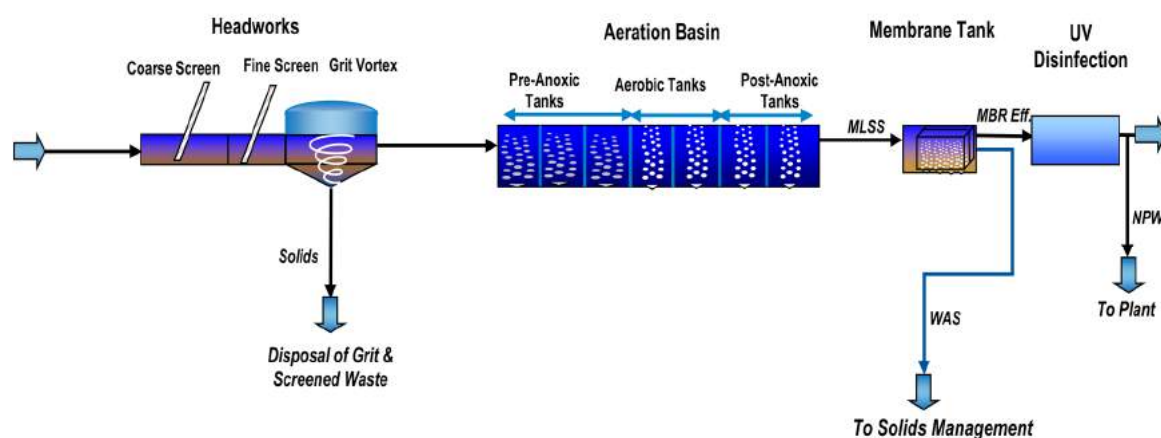 Headworks
Coarse Screen
Fine Screen
Grit Vortex
Solids
Disposal of Grit &
Screened Waste
Aeration Basin
Pre-Anoxic
Tanks
Aerobic Tanks
Post-Anoxic
Tanks
MLSS
Membrane Tank
MBR Eff.
WAS
To Solids Management
UV
Disinfection
NPW
To Plant